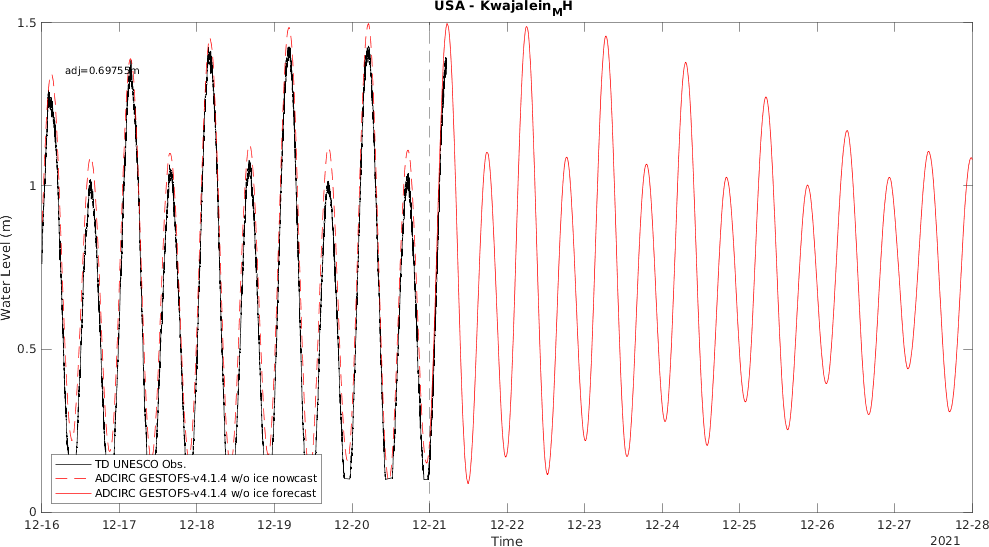 USA - Kwajalein_MH
adj=0.69755m
1.5
1
0.5
0
Water Level (m)
TD UNESCO Obs.
ADCIRC GESTOFS-v4.1.4 w/o ice nowcast
ADCIRC GESTOFS-v4.1.4 w/o ice forecast
12-16 12-17 12-18 12-19 12-20 12-21 12-22 12-23 12-24 12-25 12-26 12-27 12-28
Time
2021